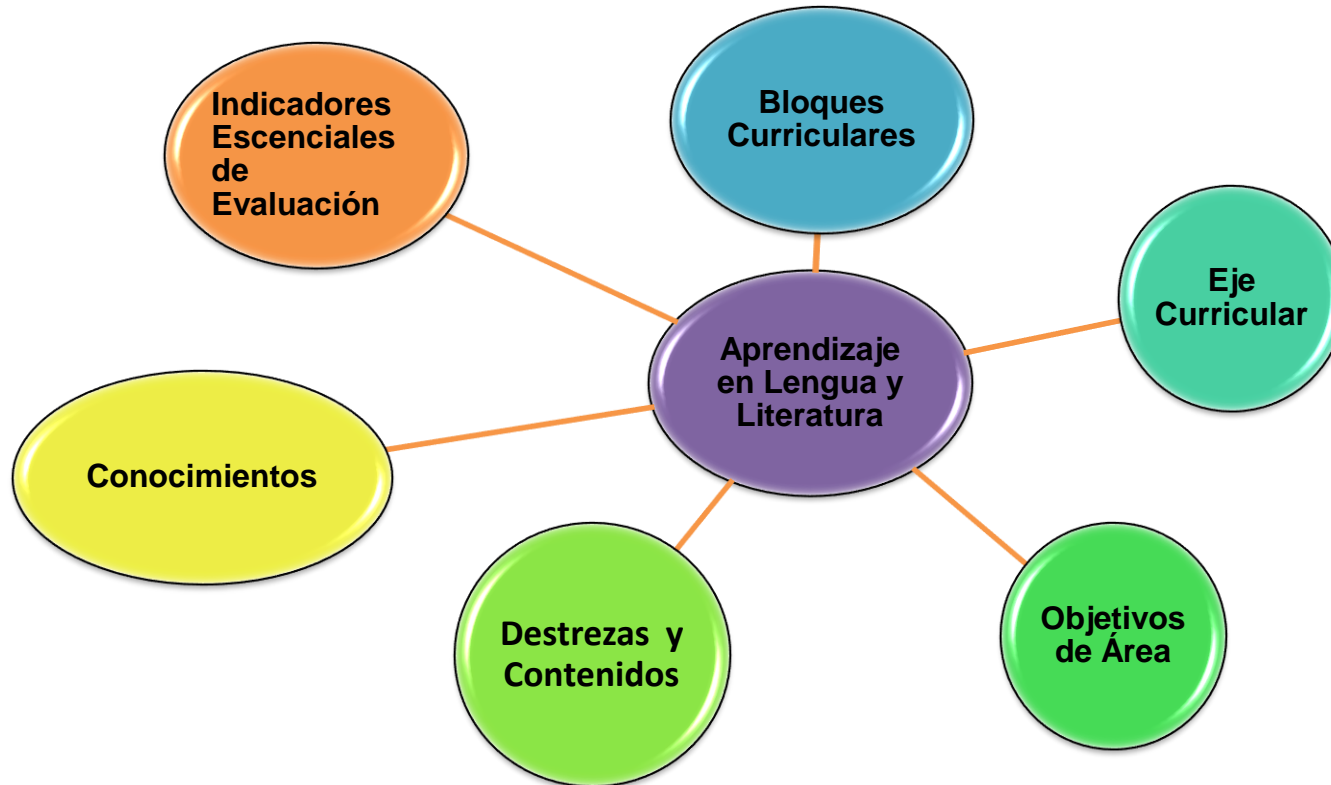 Indicadores
Escenciales
de
Evaluación
Bloques
Curriculares
Eje
Curricular
Aprendizaje
en Lengua y
Literatura
Conocimientos
Destrezas y
Contenidos
Objetivos
de Área